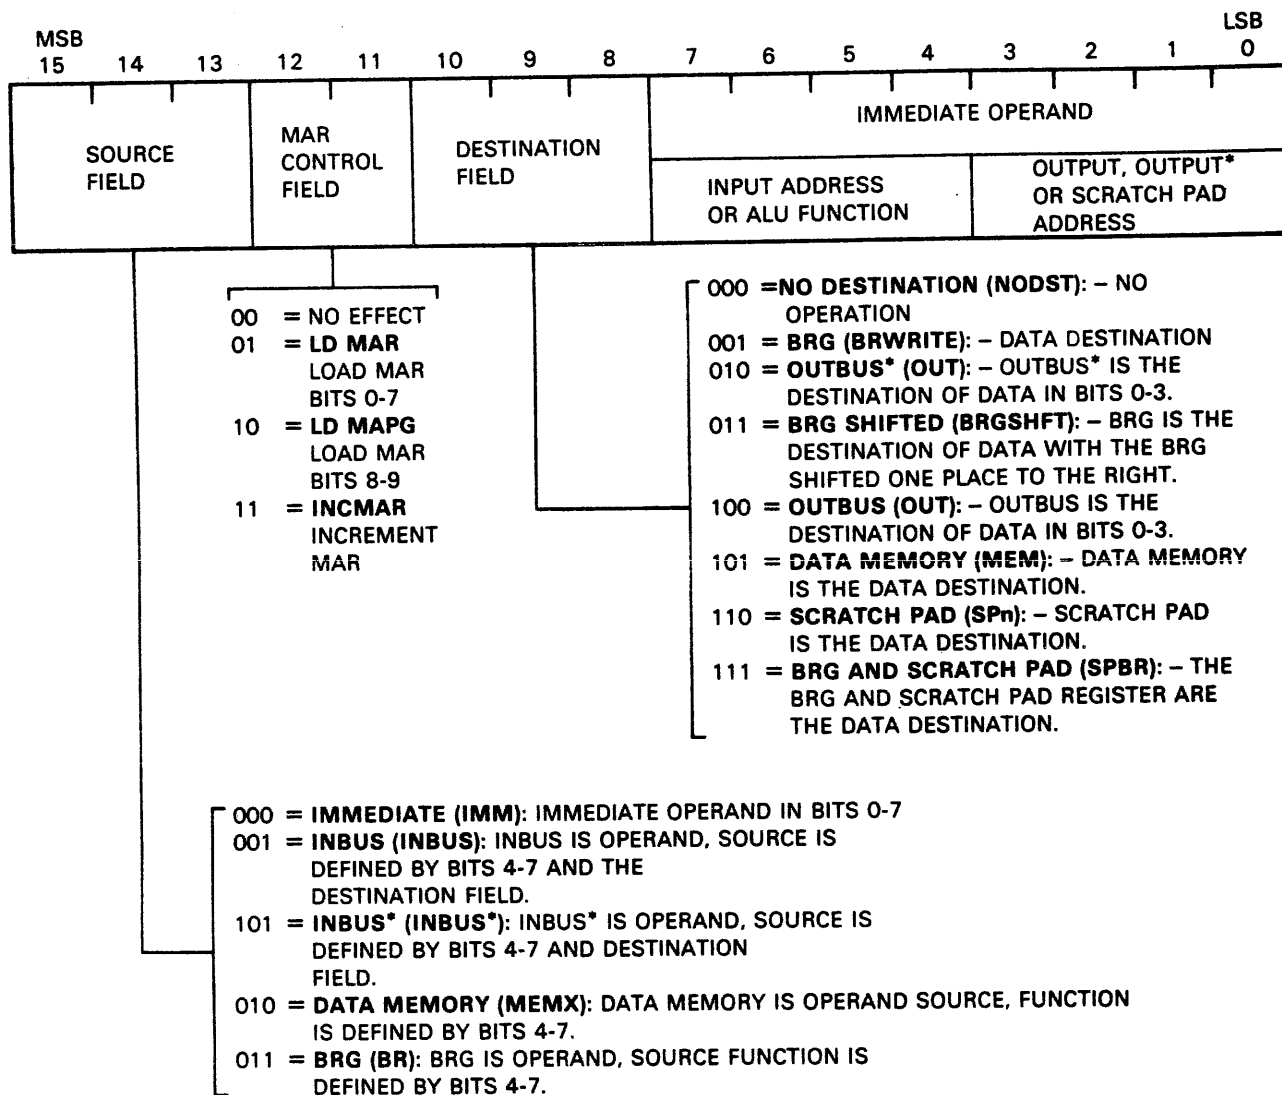 MSB LSB
15 14 13 12 11 10 9 8 7 6 5 4 3 2 1 0
SOURCE
FIELD
MAR
CONTROL
FIELD
DESTINATION
FIELD
IMMEDIATE OPERAND
INPUT ADDRESS
OR ALU FUNCTION
OUTPUT, OUTPUT*
OR SCRATCH PAD
ADDRESS
00 = NO EFFECT
01 = LD MAR
LOAD MAR
BITS 0-7
10 = LD MAPG
LOAD MAR
BITS 8-9
11 = INCMAR
INCREMENT
MAR
000 =NO DESTINATION (NODST): – NO
OPERATION
001 = BRG (BRWRITE): – DATA DESTINATION
010 = OUTBUS* (OUT): – OUTBUS* IS THE
DESTINATION OF DATA IN BITS 0-3.
011 = BRG SHIFTED (BRGSHFT): – BRG IS THE
DESTINATION OF DATA WITH THE BRG
SHIFTED ONE PLACE TO THE RIGHT.
100 = OUTBUS (OUT): – OUTBUS IS THE
DESTINATION OF DATA IN BITS 0-3.
101 = DATA MEMORY (MEM): – DATA MEMORY
IS THE DATA DESTINATION.
110 = SCRATCH PAD (SPn): – SCRATCH PAD
IS THE DATA DESTINATION.
111 = BRG AND SCRATCH PAD (SPBR): – THE
BRG AND SCRATCH PAD REGISTER ARE
THE DATA DESTINATION.
000 = IMMEDIATE (IMM): IMMEDIATE OPERAND IN BITS 0-7
001 = INBUS (INBUS): INBUS IS OPERAND, SOURCE IS
DEFINED BY BITS 4-7 AND THE
DESTINATION FIELD.
101 = INBUS* (INBUS*): INBUS* IS OPERAND, SOURCE IS
DEFINED BY BITS 4-7 AND DESTINATION
FIELD.
010 = DATA MEMORY (MEMX): DATA MEMORY IS OPERAND SOURCE, FUNCTION
IS DEFINED BY BITS 4-7.
011 = BRG (BR): BRG IS OPERAND, SOURCE FUNCTION IS
DEFINED BY BITS 4-7.